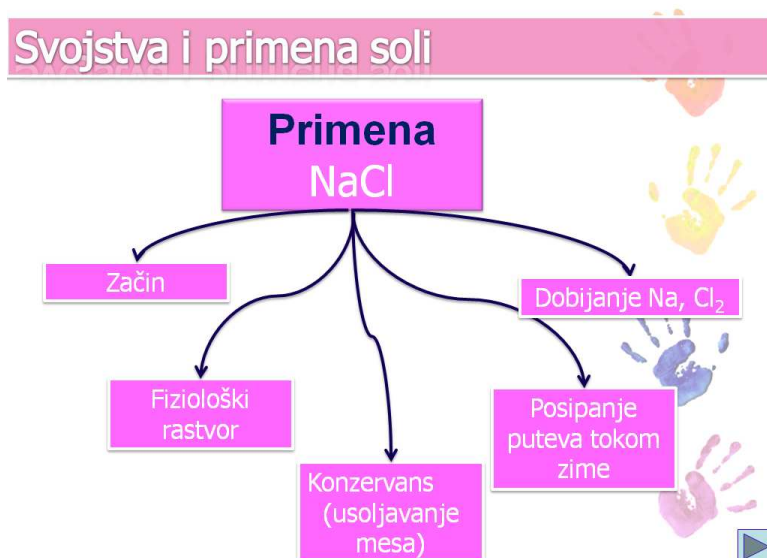 Svojstva i primena soli
Primena
NaCl
Začin
Dobijanje Na, Cl₂
Fiziološki
rastvor
Posipanje
puteva tokom
zime
Konzervans
(usoljavanje
mesa)